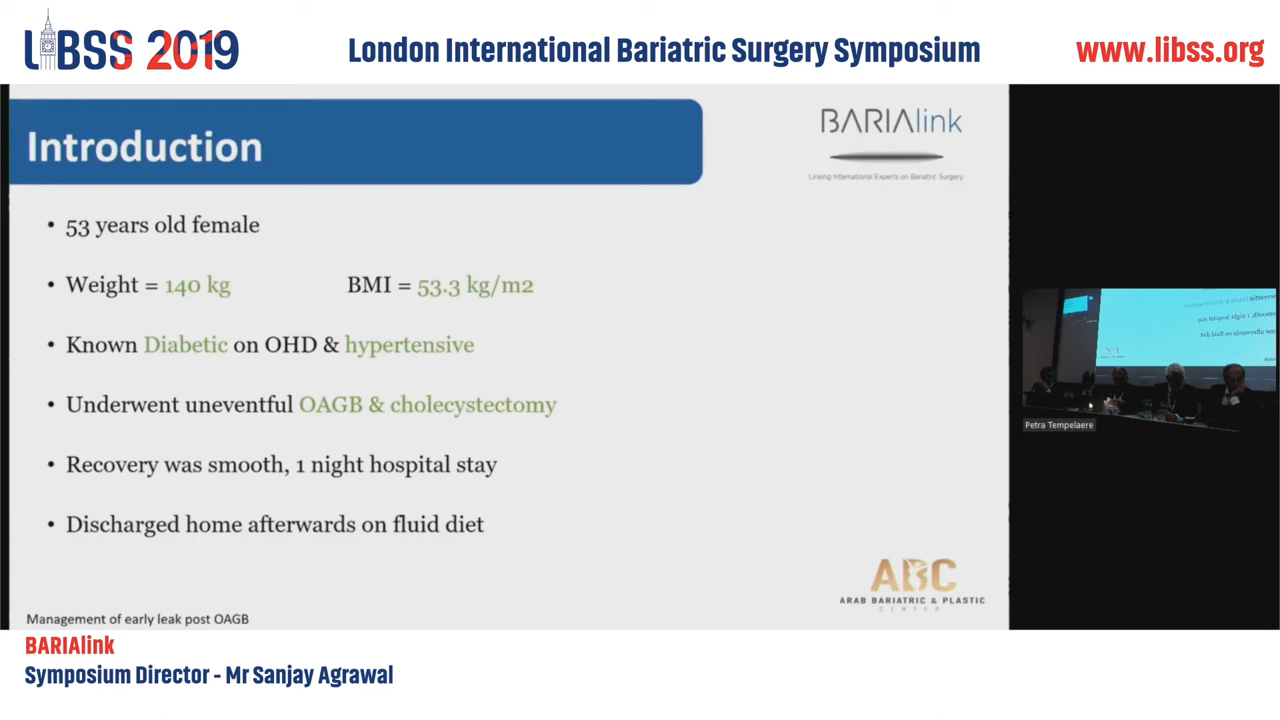 LIBSS 2019
London International Bariatric Surgery Symposium
www.libss.org
Introduction
BARIAlink
Linking International Experts on Bariatric Surgery
• 53 years old female
• Weight = 140 kg BMI = 53.3 kg/m2
• Known Diabetic on OHD & hypertensive
• Underwent uneventful OAGB & cholecystectomy
• Recovery was smooth, 1 night hospital stay
• Discharged home afterwards on fluid diet
Petra Tempelaere
ABC
ARAB BARIATRIC & PLASTIC
CENTER
Management of early leak post OAGB
BARIAlink
Symposium Director - Mr Sanjay Agrawal